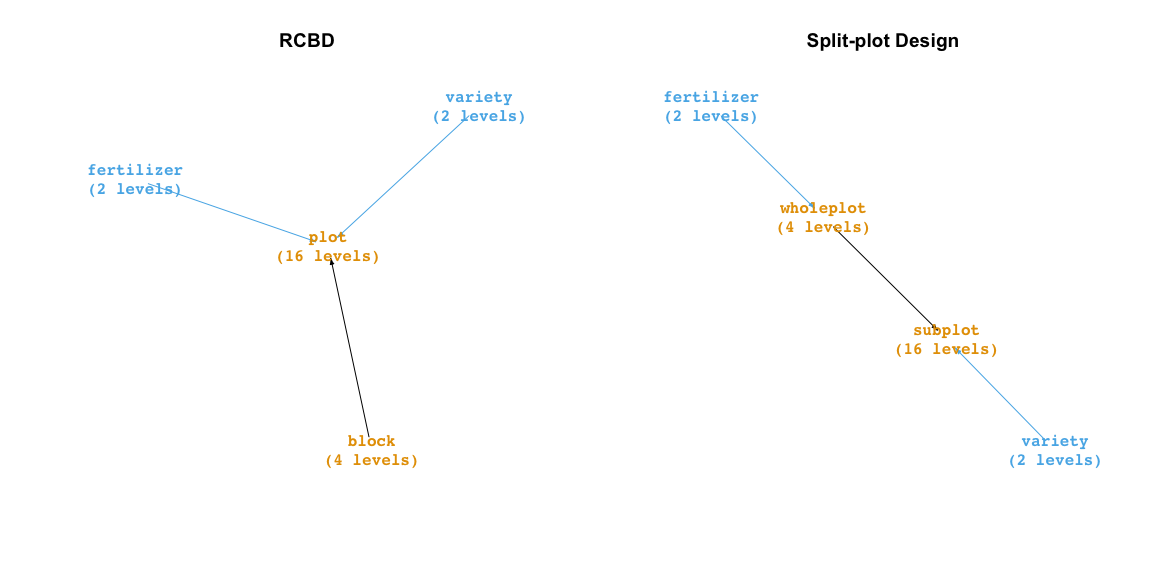 RCBD
variety
(2 levels)
fertilizer
(2 levels)
plot
(16 levels)
block
(4 levels)
Split-plot Design
fertilizer
(2 levels)
wholeplot
(4 levels)
subplot
(16 levels)
variety
(2 levels)